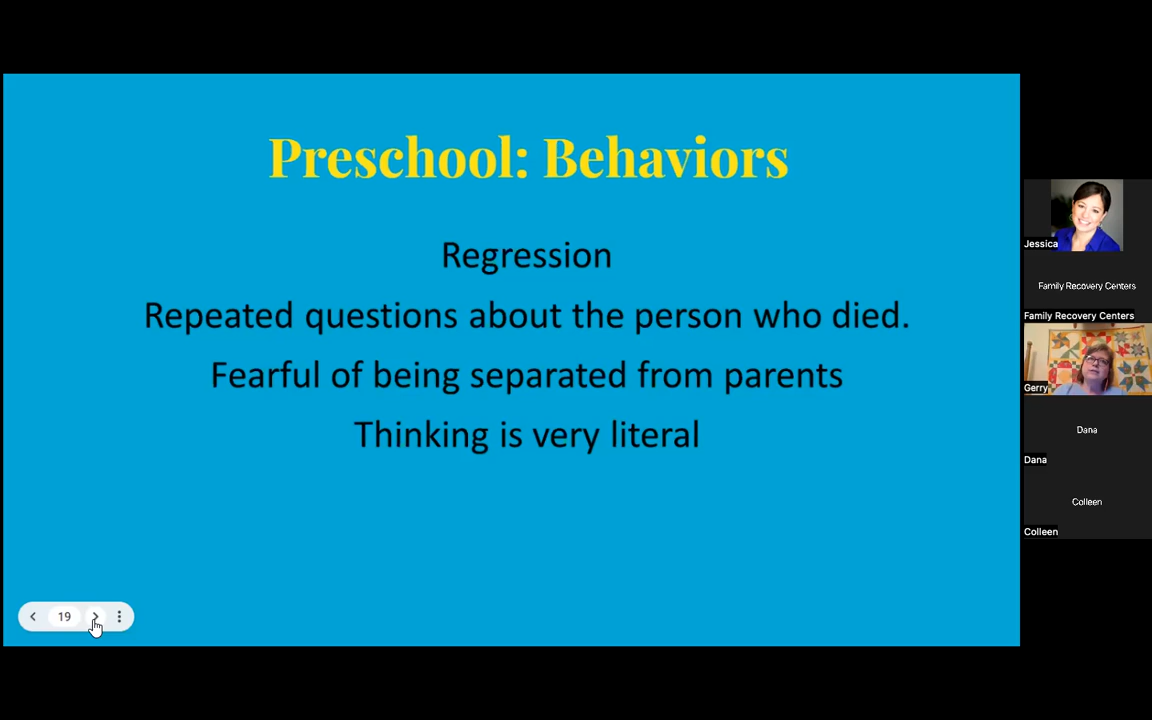 Preschool: Behaviors
Regression
Repeated questions about the person who died.
Fearful of being separated from parents
Thinking is very literal
19
Jessica
Family Recovery Centers
Family Recovery Centers
Gerry
Dana
Dana
Colleen
Colleen